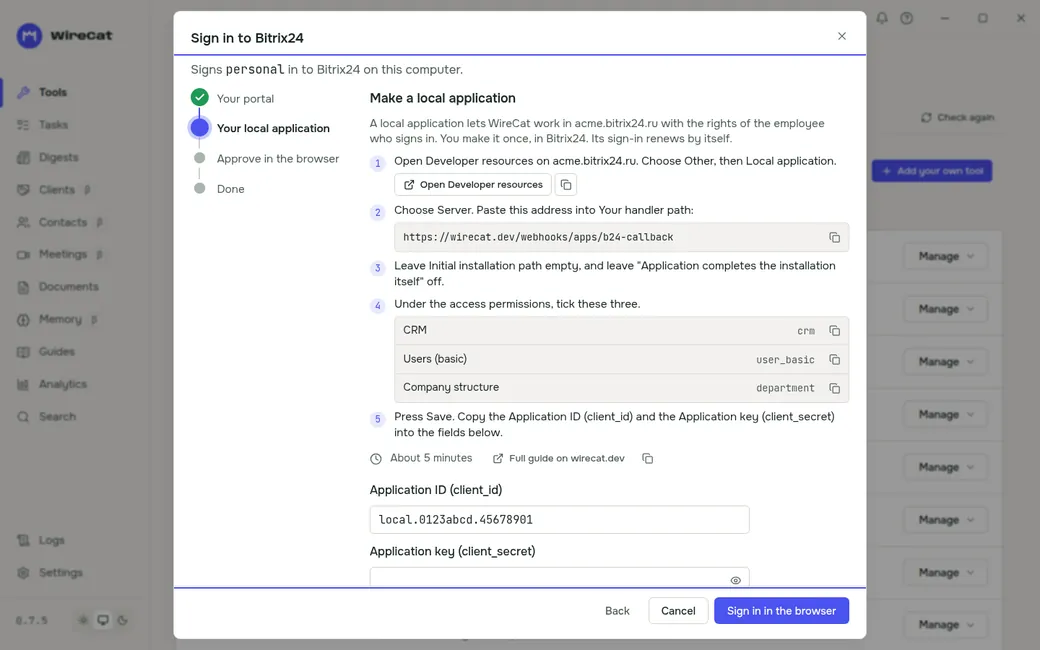 wirecat
Tools
Tasks
Digests
Clients β
Contacts β
Meetings β
Documents
Memory β
Guides
Analytics
Search
Logs
Settings
0.7.5
Check again
Add your own tool
Manage
Manage
Manage
Manage
Manage
Manage
Manage
Manage
Sign in to Bitrix24
Signs personal in to Bitrix24 on this computer.
Your portal
Your local application
Approve in the browser
Done
Make a local application
A local application lets WireCat work in acme.bitrix24.ru with the rights of the employee
who signs in. You make it once, in Bitrix24. Its sign-in renews by itself.
1 Open Developer resources on acme.bitrix24.ru. Choose Other, then Local application.
Open Developer resources
2 Choose Server. Paste this address into Your handler path:
https://wirecat.dev/webhooks/apps/b24-callback
3 Leave Initial installation path empty, and leave "Application completes the installation
itself" off.
4 Under the access permissions, tick these three.
CRM crm
Users (basic) user_basic
Company structure department
5 Press Save. Copy the Application ID (client_id) and the Application key (client_secret)
into the fields below.
About 5 minutes Full guide on wirecat.dev
Application ID (client_id)
local.0123abcd.45678901
Application key (client_secret)
Back Cancel Sign in in the browser